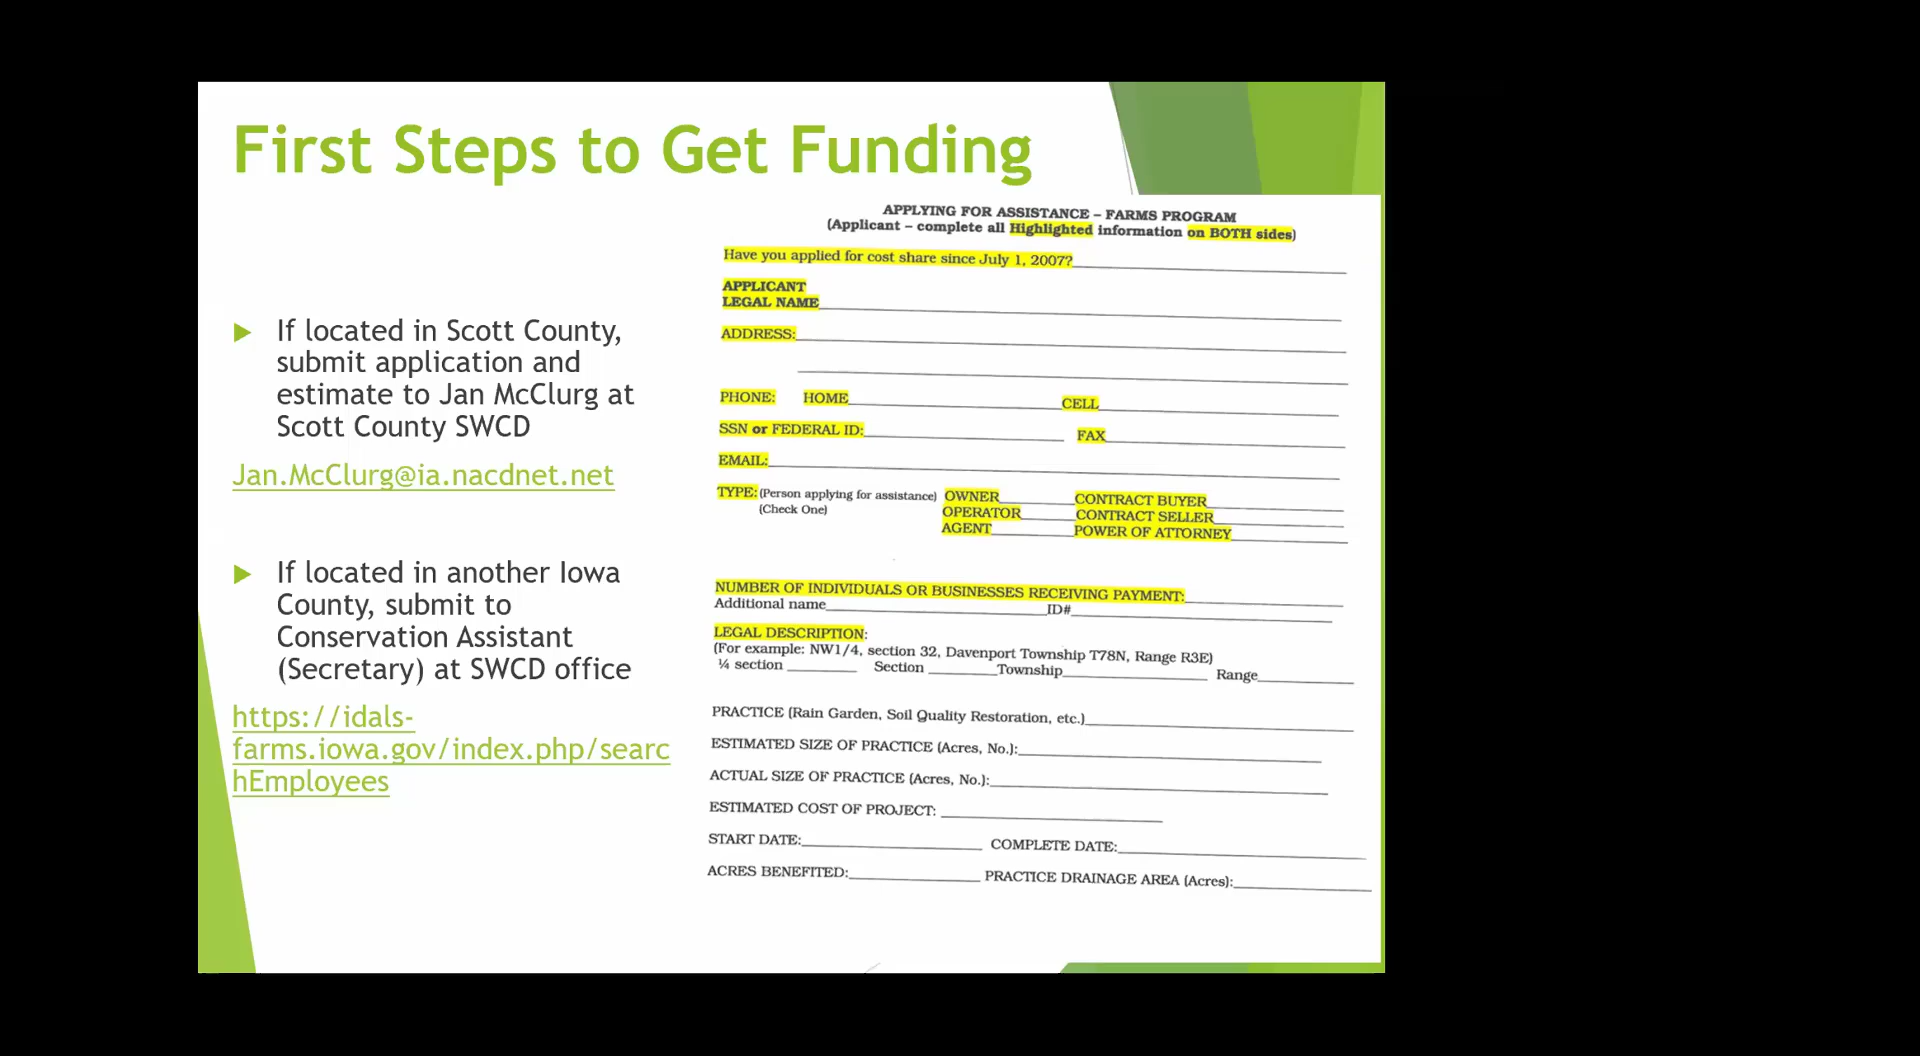 First Steps to Get Funding
If located in Scott County,
submit application and
estimate to Jan McClurg at
Scott County SWCD
Jan.McClurg@ia.nacdnet.net
If located in another Iowa
County, submit to
Conservation Assistant
(Secretary) at SWCD office
https://idals-
farms.iowa.gov/index.php/searc
hEmployees
APPLYING FOR ASSISTANCE – FARMS PROGRAM
(Applicant – complete all Highlighted information on BOTH sides)
Have you applied for cost share since July 1, 2007?
APPLICANT
LEGAL NAME
ADDRESS:
PHONE: HOME CELL
SSN or FEDERAL ID: FAX
EMAIL:
TYPE: (Person applying for assistance) OWNER CONTRACT BUYER
(Check One) OPERATOR CONTRACT SELLER
AGENT POWER OF ATTORNEY
NUMBER OF INDIVIDUALS OR BUSINESSES RECEIVING PAYMENT:
Additional name ID#
LEGAL DESCRIPTION:
(For example: NW1/4, section 32, Davenport Township T78N, Range R3E)
¼ section Section Township Range
PRACTICE (Rain Garden, Soil Quality Restoration, etc.)
ESTIMATED SIZE OF PRACTICE (Acres, No.):
ACTUAL SIZE OF PRACTICE (Acres, No.):
ESTIMATED COST OF PROJECT:
START DATE: COMPLETE DATE:
ACRES BENEFITED: PRACTICE DRAINAGE AREA (Acres):